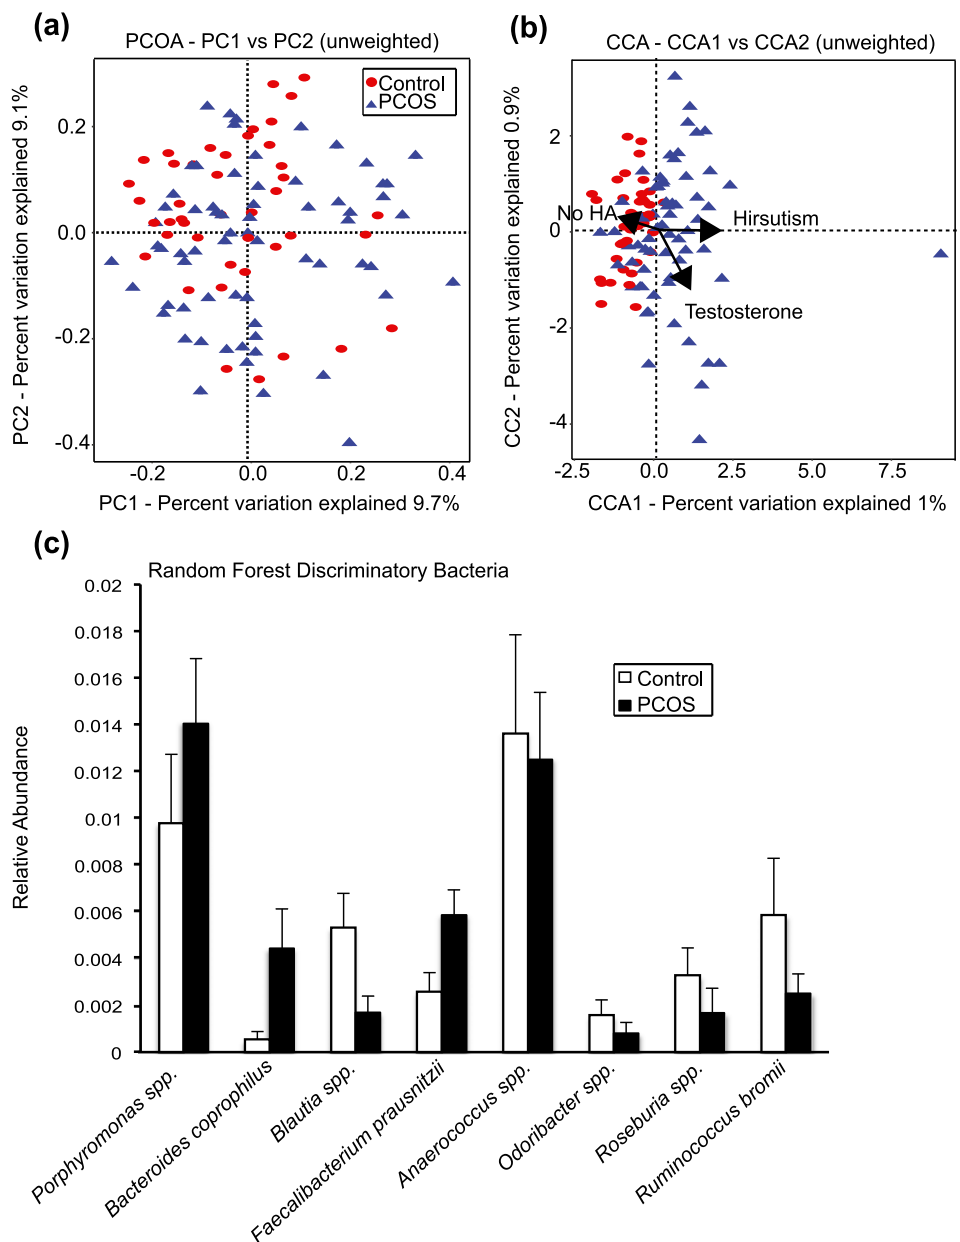 (a)
PCOA - PC1 vs PC2 (unweighted)
Control
PCOS
PC2 - Percent variation explained 9.1%
0.2
0.0
-0.2
-0.4
-0.2
0.0
0.2
0.4
PC1 - Percent variation explained 9.7%
(b)
CCA - CCA1 vs CCA2 (unweighted)
CC2 - Percent variation explained 0.9%
2
0
-2
-4
No HA
Hirsutism
Testosterone
-2.5
0.0
2.5
5.0
7.5
CCA1 - Percent variation explained 1%
(c)
Random Forest Discriminatory Bacteria
Relative Abundance
0.02
0.018
0.016
0.014
0.012
0.01
0.008
0.006
0.004
0.002
0
Control
PCOS
Porphyromonas spp.
Bacteroides coprophilus
Blautia spp.
Faecalibacterium prausnitzii
Anaerococcus spp.
Odoribacter spp.
Roseburia spp.
Ruminococcus bromii